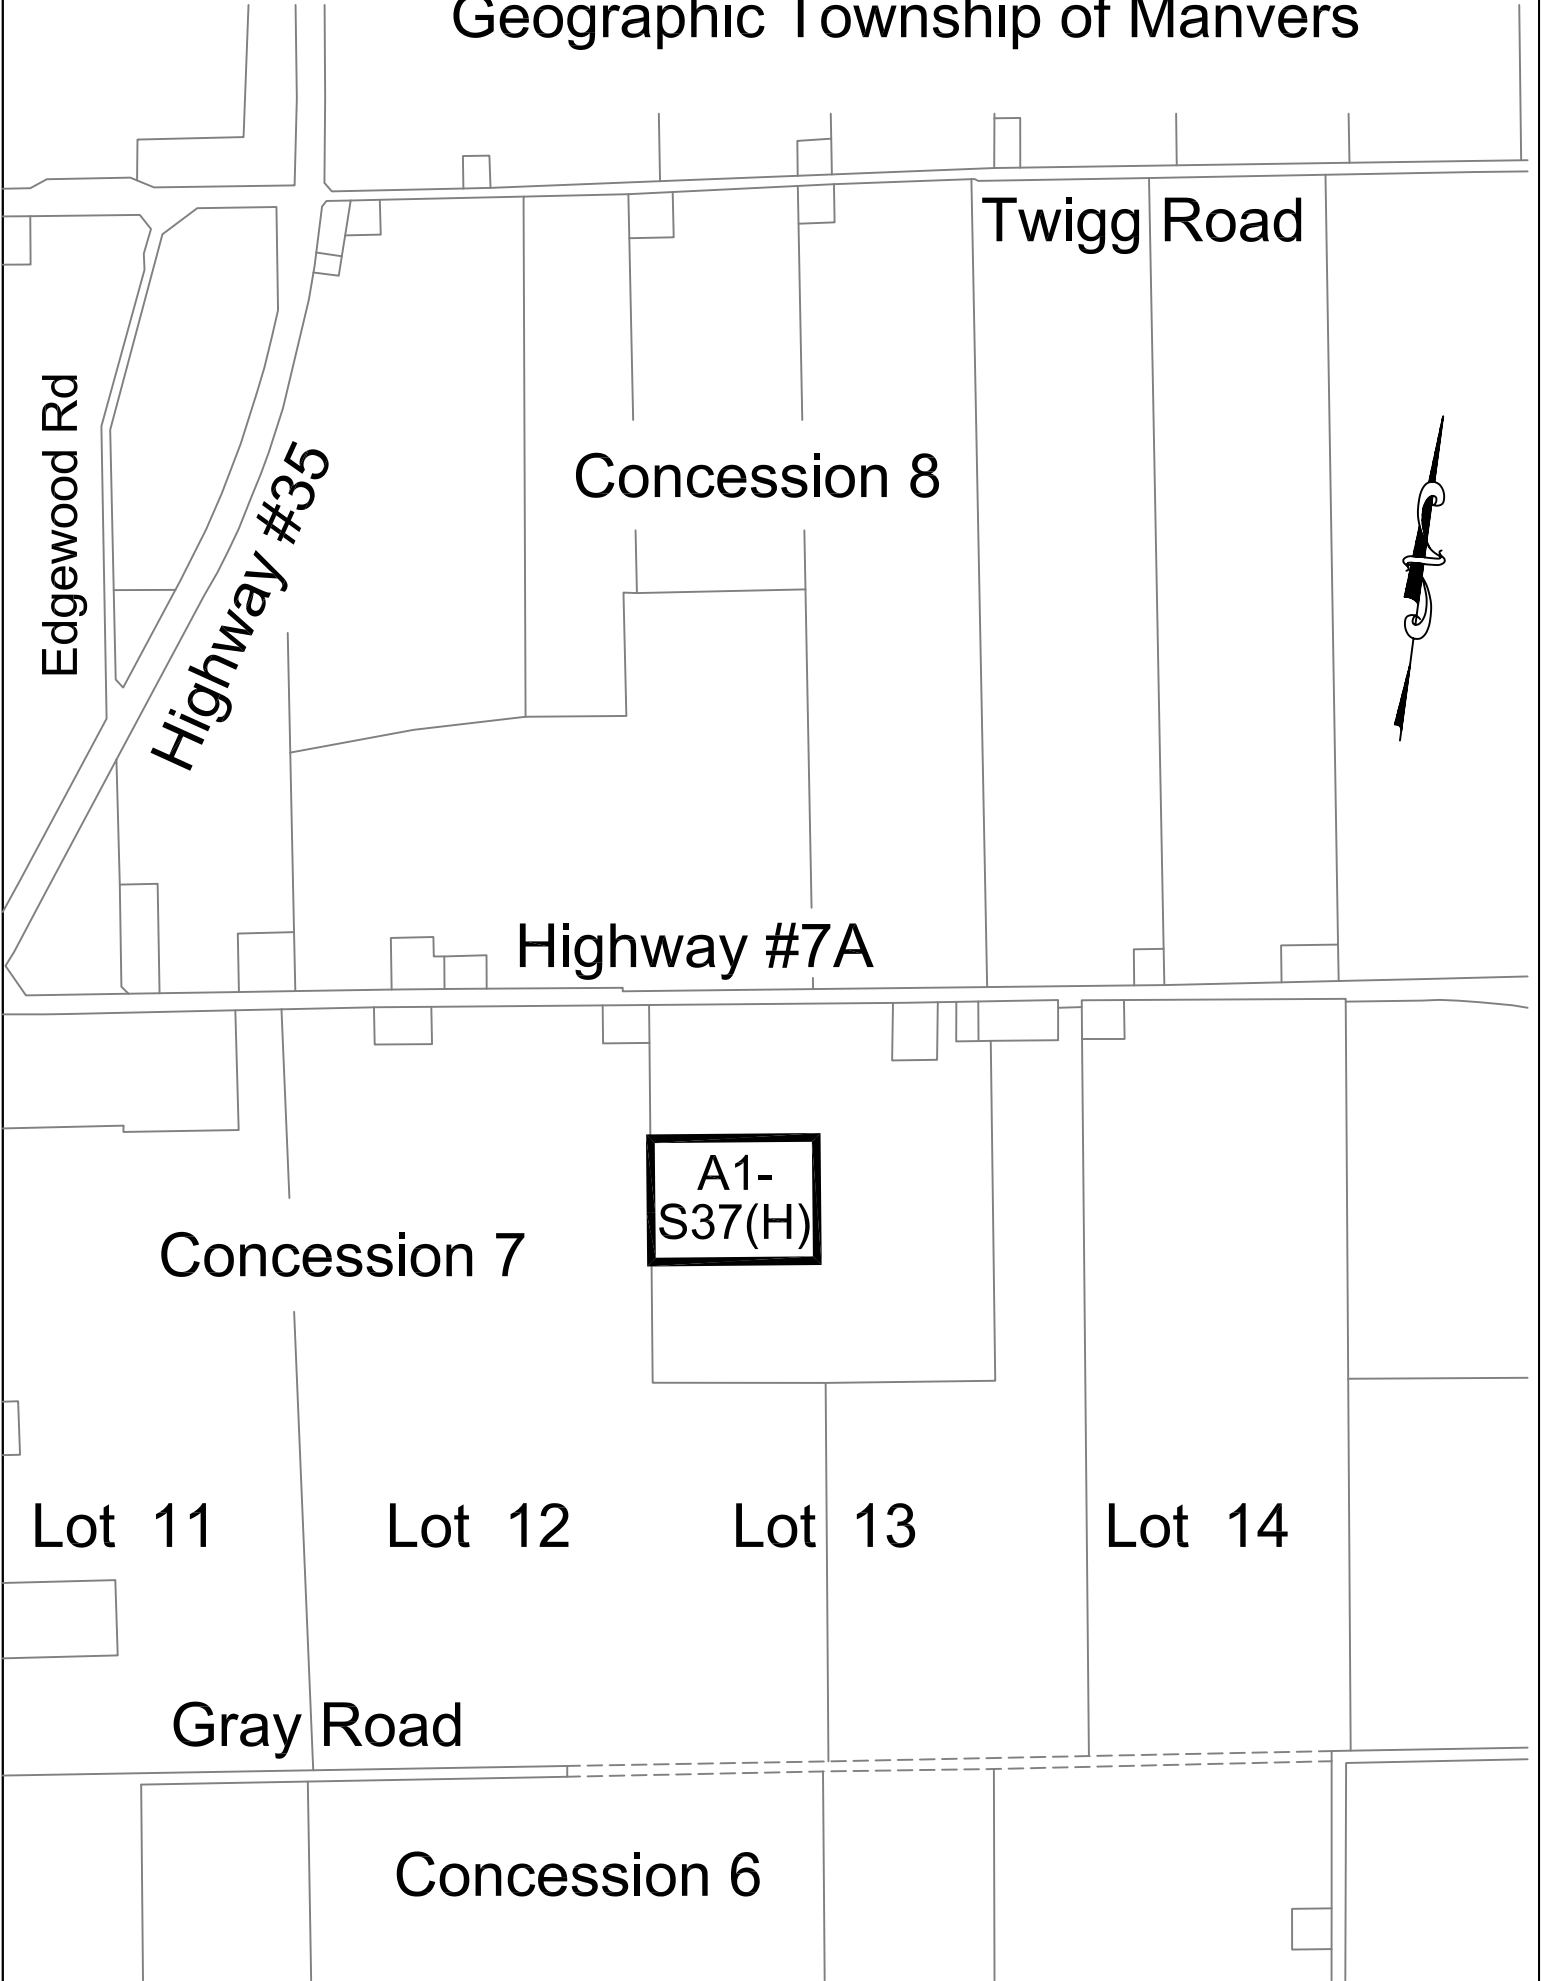 Geographic Township of Manvers
Twigg Road
Edgewood Rd
Highway #35
Concession 8
Highway #7A
A1-
S37(H)
Concession 7
Lot 11
Lot 12
Lot 13
Lot 14
Gray Road
Concession 6